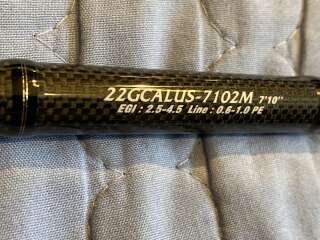 22GCALUS-7102M 7'10"
EGI : 2.5-4.5 Line : 0.6-1.0 PE